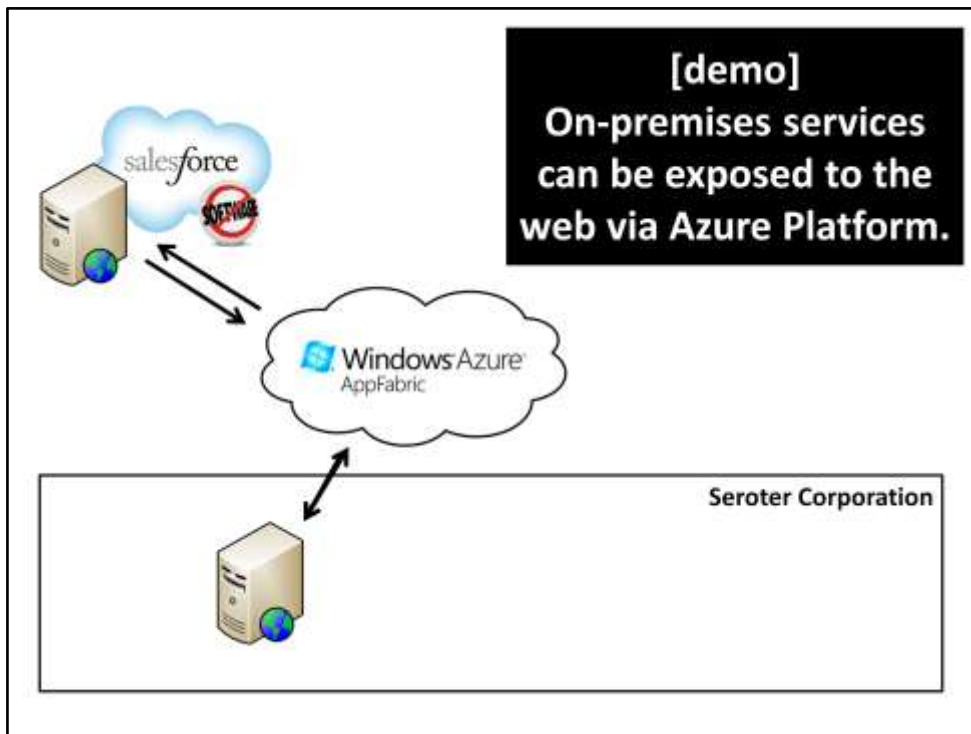 [demo]
On-premises services
can be exposed to the
web via Azure Platform.
salesforce
SOFTWARE
Windows Azure
AppFabric
Seroter Corporation